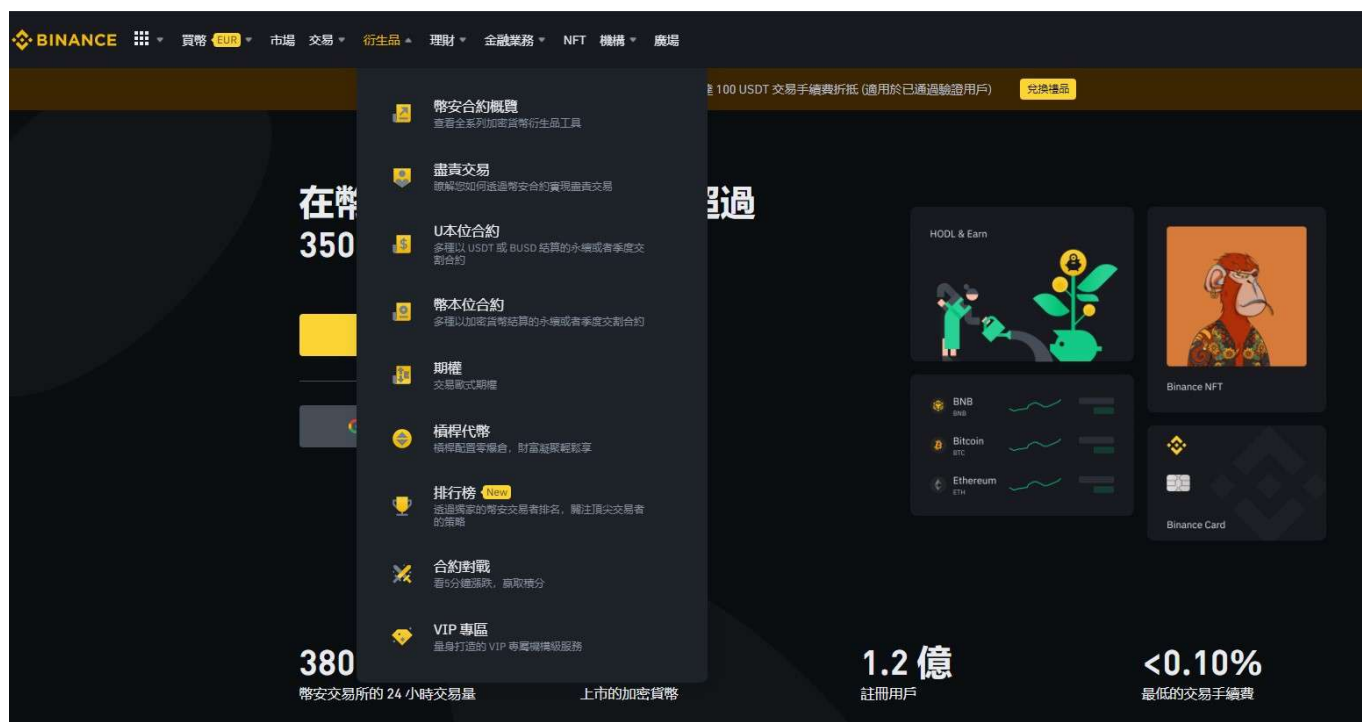 BINANCE 買幣 EUR 市場 交易 衍生品 理財 金融業務 NFT 機構 廣場
100 USDT 交易手續費折抵 (適用於已通過驗證用戶) 兌換禮品
幣安合約概覽
查看全系列加密貨幣衍生品工具
盡責交易
瞭解您如何透過幣安合約實現盡責交易
U本位合約
多種以 USDT 或 BUSD 結算的永續或者季度交
割合約
幣本位合約
多種以加密貨幣結算的永續或者季度交割合約
期權
交易歐式期權
槓桿代幣
槓桿配置零爆倉，財富凝聚輕鬆享
排行榜 New
透過獨家的幣安交易者排名，關注頂尖交易者
的策略
合約對戰
看5分鐘漲跌，贏取積分
VIP 專區
量身打造的 VIP 專屬機構級服務
在幣
超過
350
HODL & Earn
Binance NFT
BNB
BNB
Bitcoin
BTC
Ethereum
ETH
Binance Card
380
幣安交易所的 24 小時交易量
上市的加密貨幣
1.2 億
註冊用戶
<0.10%
最低的交易手續費